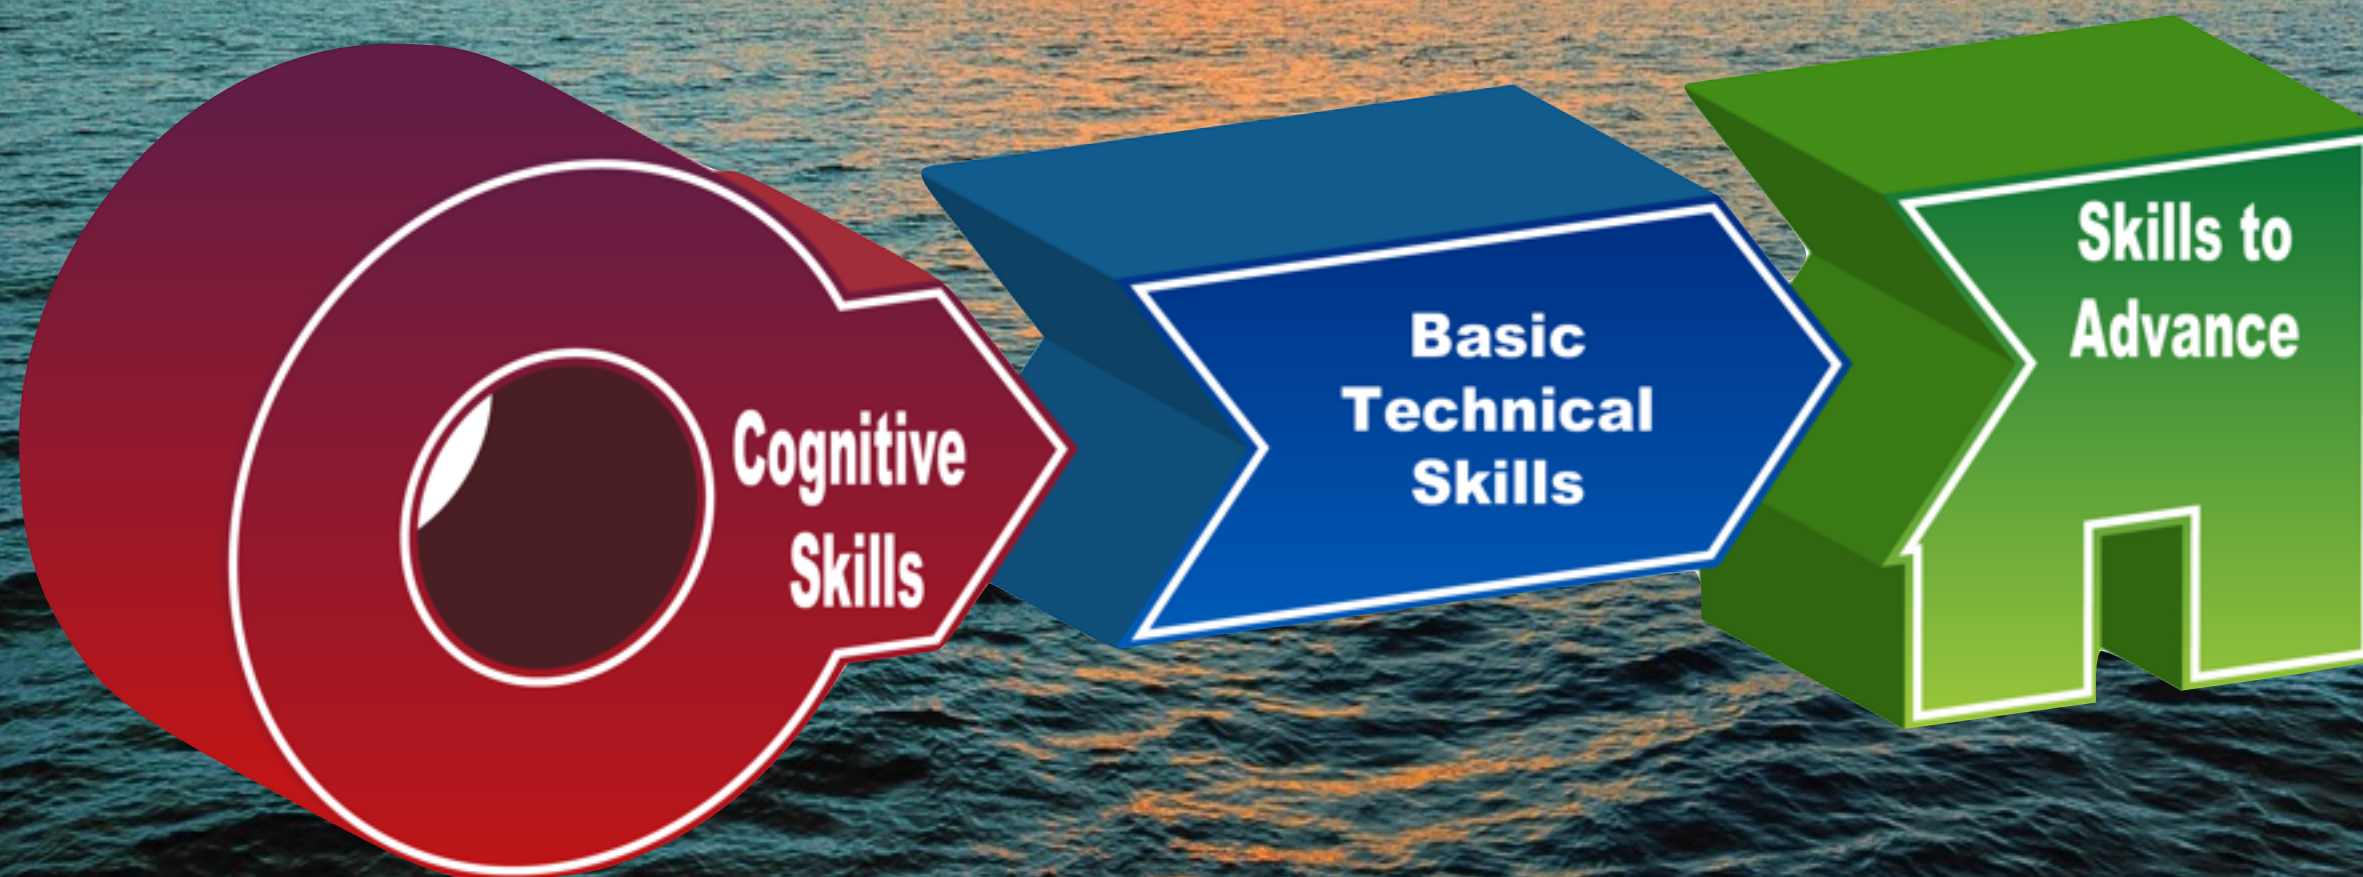 Cognitive
Skills
Basic
Technical
Skills
Skills to
Advance